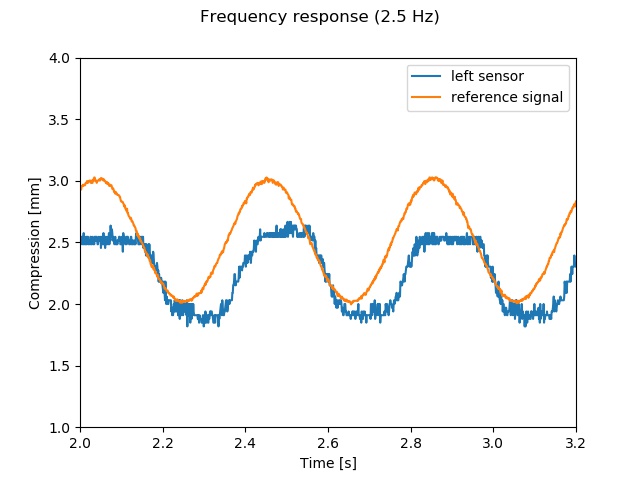 Frequency response (2.5 Hz)
left sensor
reference signal
Compression [mm]
4.0
3.5
3.0
2.5
2.0
1.5
1.0
2.0 2.2 2.4 2.6 2.8 3.0 3.2
Time [s]